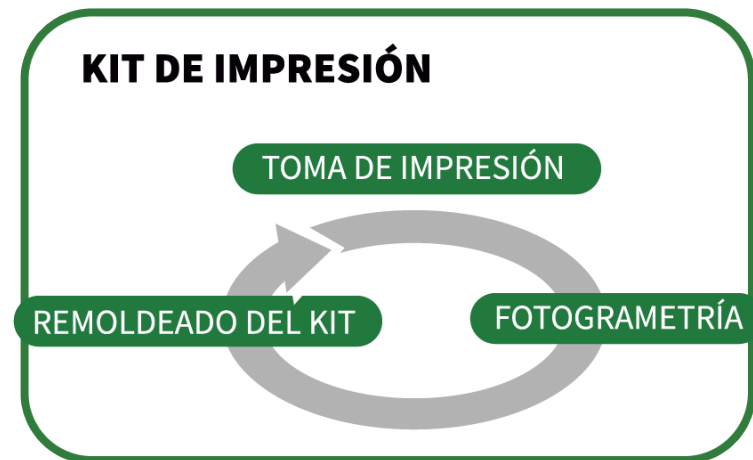 KIT DE IMPRESIÓN
TOMA DE IMPRESIÓN
REMOLDEADO DEL KIT
FOTOGRAMETRÍA